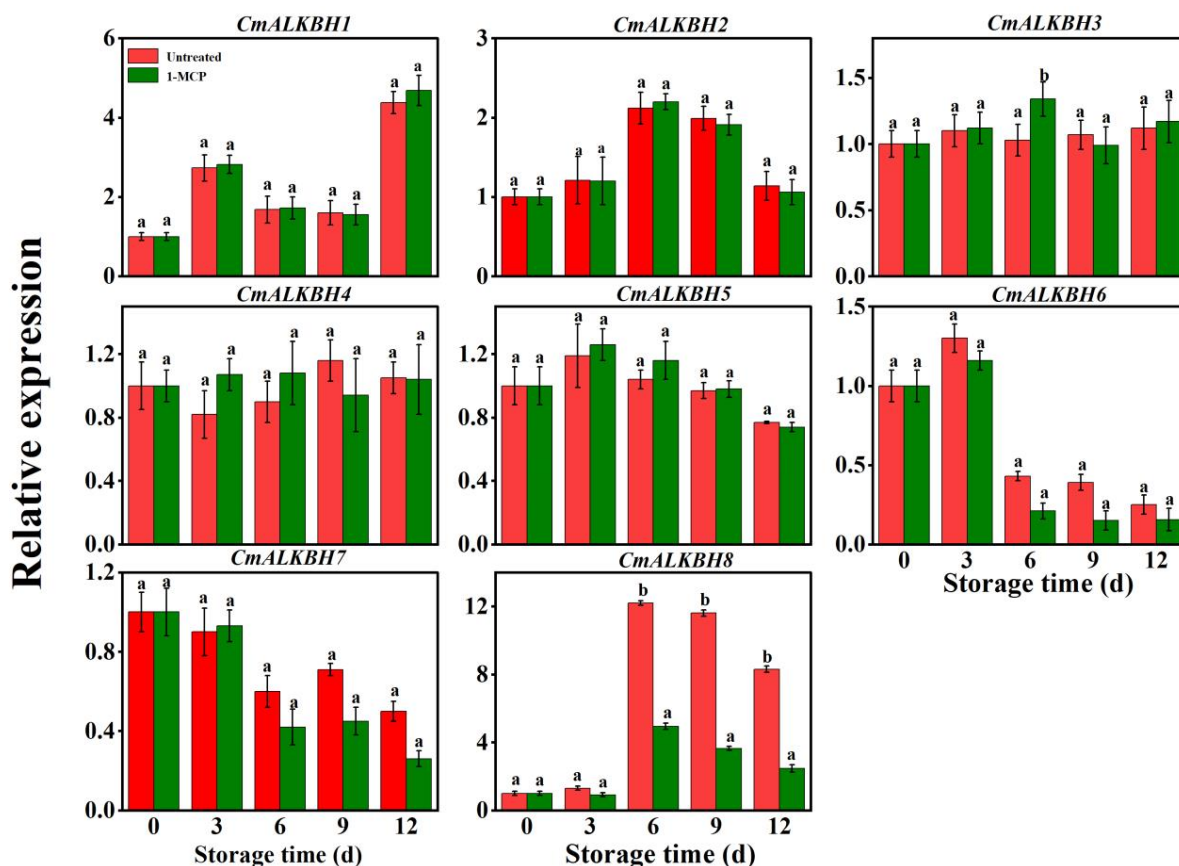 CmALKBH1
CmALKBH2
CmALKBH3
6
4
2
0
Untreated
1-MCP
a a a a a a a a a a
3
2
1
0
a a a a a a a a a a
1.5
1.0
0.5
0.0
a a a a a b a a a a
Relative expression
CmALKBH4
CmALKBH5
CmALKBH6
1.2
0.8
0.4
0.0
a a a a a a a a a a
1.2
0.8
0.4
0.0
a a a a a a a a a a
1.5
1.0
0.5
0.0
a a a a a a a a a a
0 3 6 9 12
Storage time (d)
CmALKBH7
CmALKBH8
1.2
0.8
0.4
0.0
a a a a a a a a a a
0 3 6 9 12
Storage time (d)
12
8
4
0
a a a a b a b a b a
0 3 6 9 12
Storage time (d)